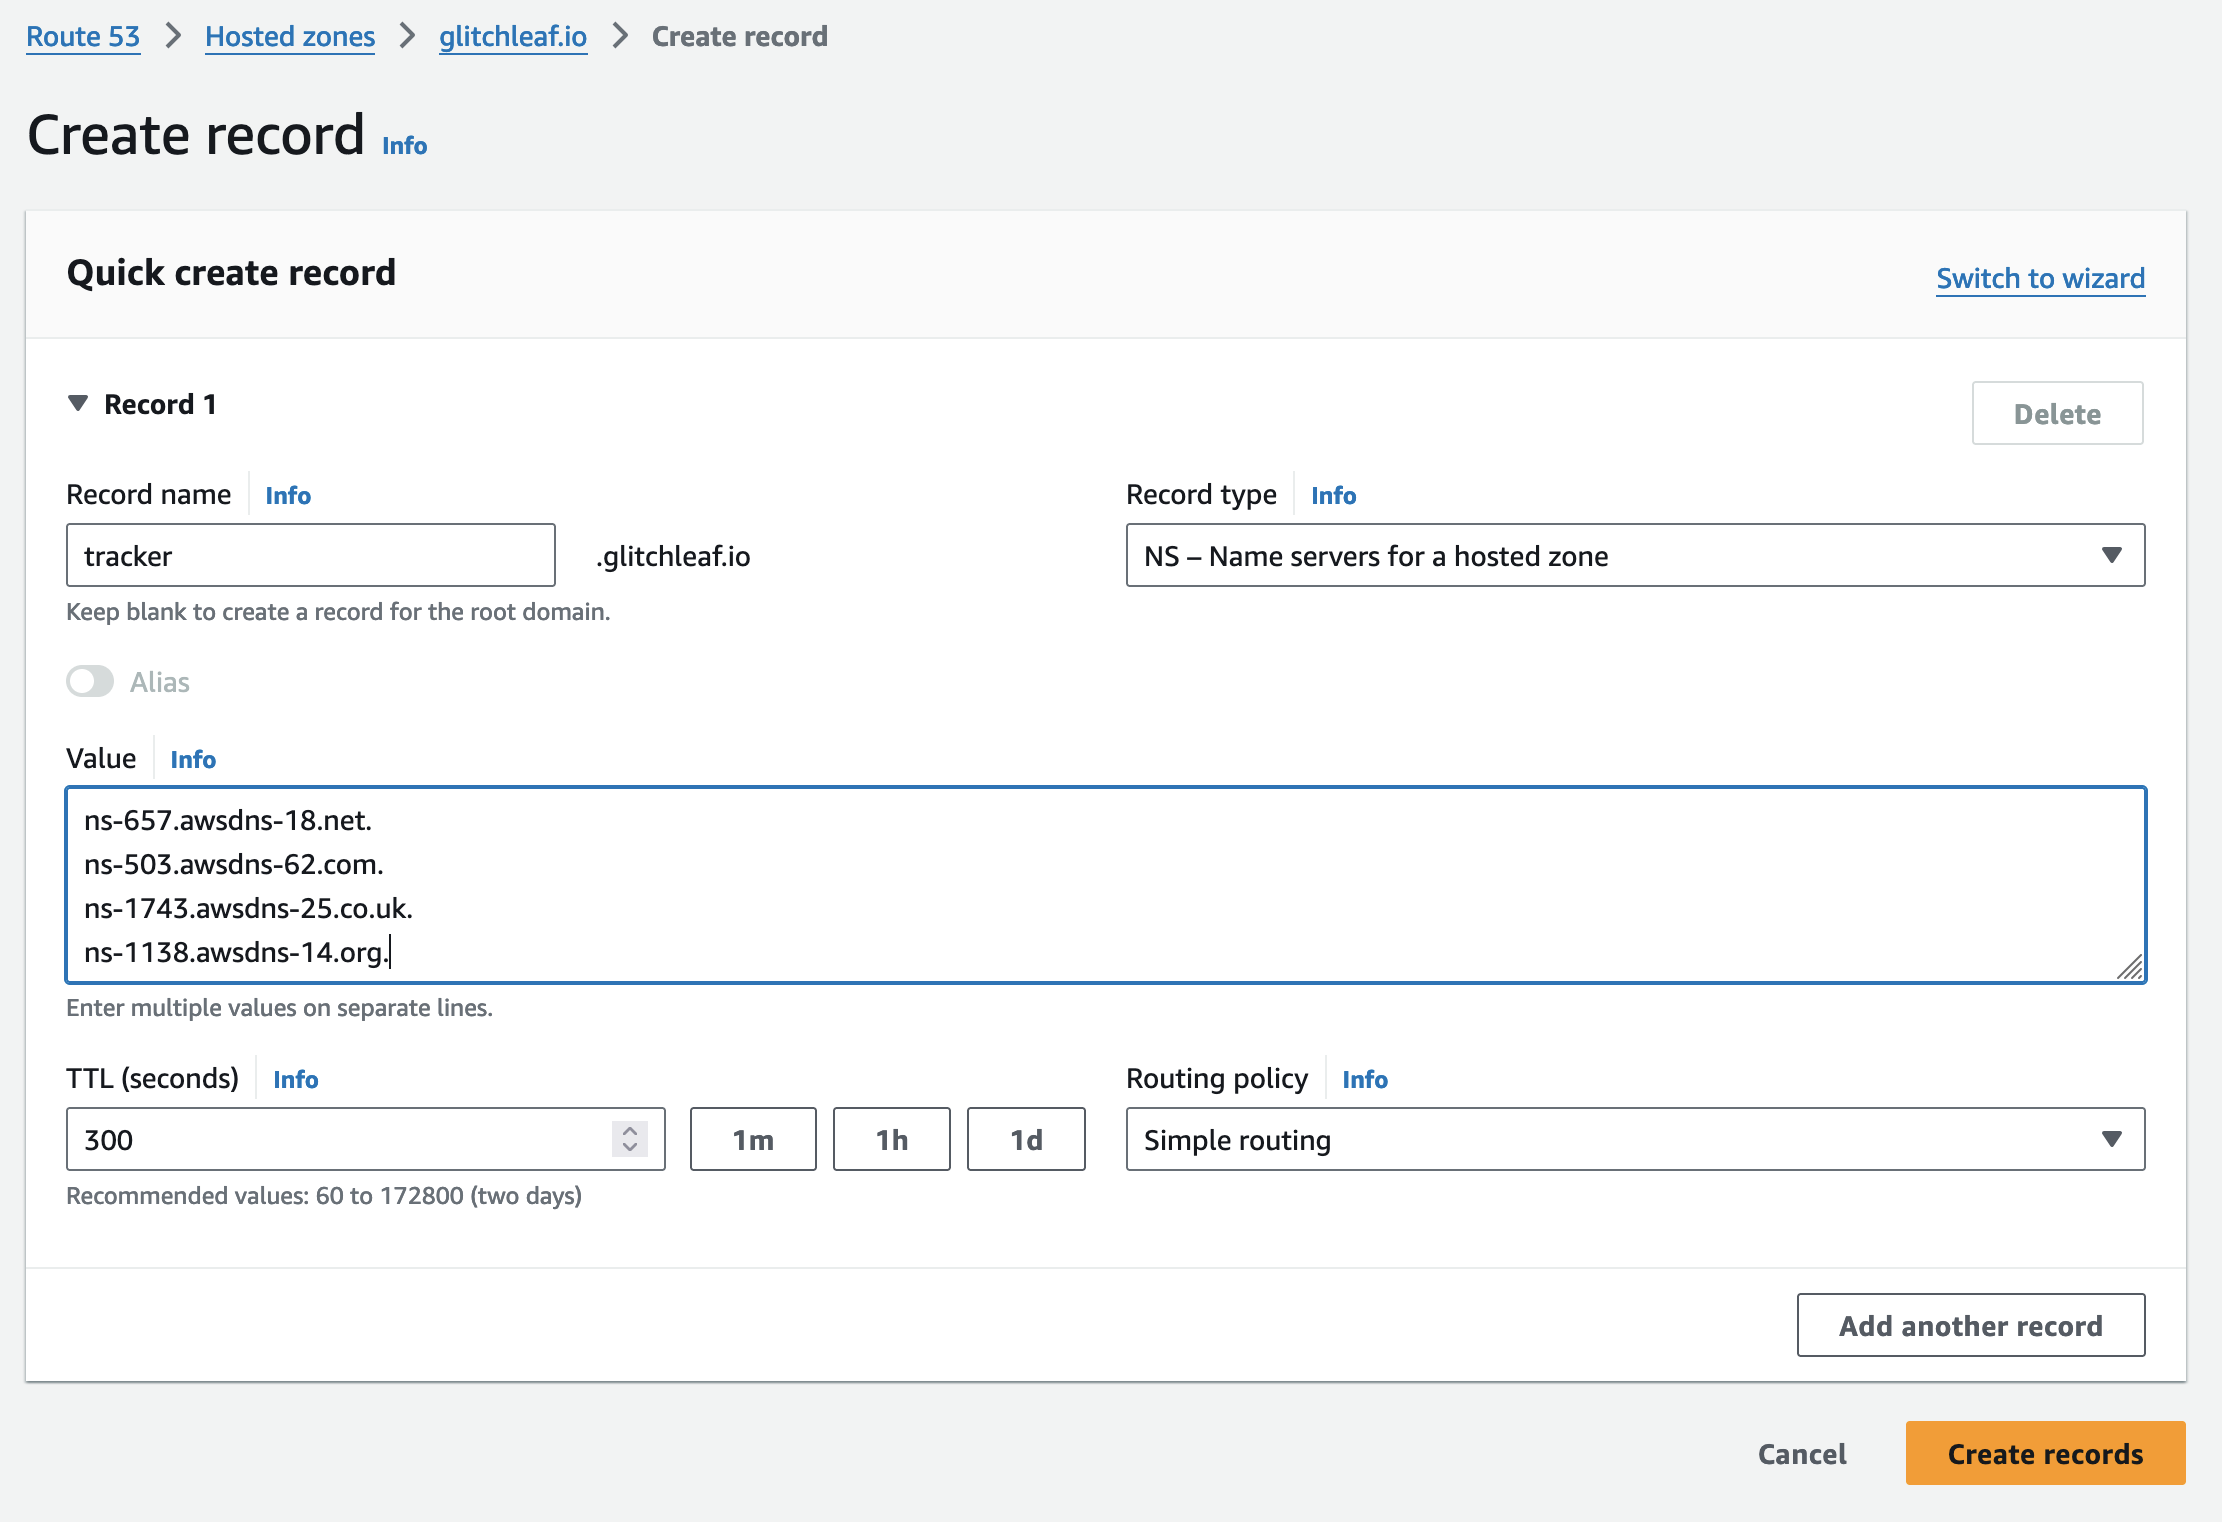 Route 53 > Hosted zones > glitchleaf.io > Create record
Create record Info
Quick create record
Switch to wizard
Record 1
Delete
Record name Info
Record type Info
tracker .glitchleaf.io
NS – Name servers for a hosted zone
Keep blank to create a record for the root domain.
Alias
Value Info
ns-657.awsdns-18.net.
ns-503.awsdns-62.com.
ns-1743.awsdns-25.co.uk.
ns-1138.awsdns-14.org.
Enter multiple values on separate lines.
TTL (seconds) Info
Routing policy Info
300 1m 1h 1d
Simple routing
Recommended values: 60 to 172800 (two days)
Add another record
Cancel
Create records